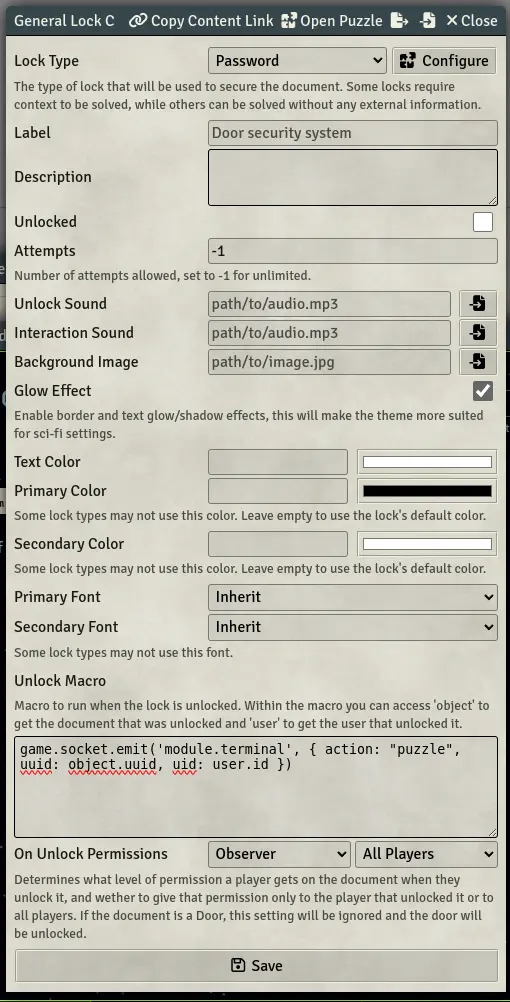 General Lock C Copy Content Link Open Puzzle Close
Lock Type Password Configure
The type of lock that will be used to secure the document. Some locks require
context to be solved, while others can be solved without any external information.
Label Door security system
Description
Unlocked
Attempts -1
Number of attempts allowed, set to -1 for unlimited.
Unlock Sound path/to/audio.mp3
Interaction Sound path/to/audio.mp3
Background Image path/to/image.jpg
Glow Effect
Enable border and text glow/shadow effects, this will make the theme more suited
for sci-fi settings.
Text Color
Primary Color
Some lock types may not use this color. Leave empty to use the lock's default color.
Secondary Color
Some lock types may not use this color. Leave empty to use the lock's default color.
Primary Font Inherit
Secondary Font Inherit
Some lock types may not use this font.
Unlock Macro
Macro to run when the lock is unlocked. Within the macro you can access 'object' to
get the document that was unlocked and 'user' to get the user that unlocked it.
game.socket.emit('module.terminal', { action: "puzzle",
uuid: object.uuid, uid: user.id })
On Unlock Permissions Observer All Players
Determines what level of permission a player gets on the document when they
unlock it, and wether to give that permission only to the player that unlocked it or to
all players. If the document is a Door, this setting will be ignored and the door will
be unlocked.
Save